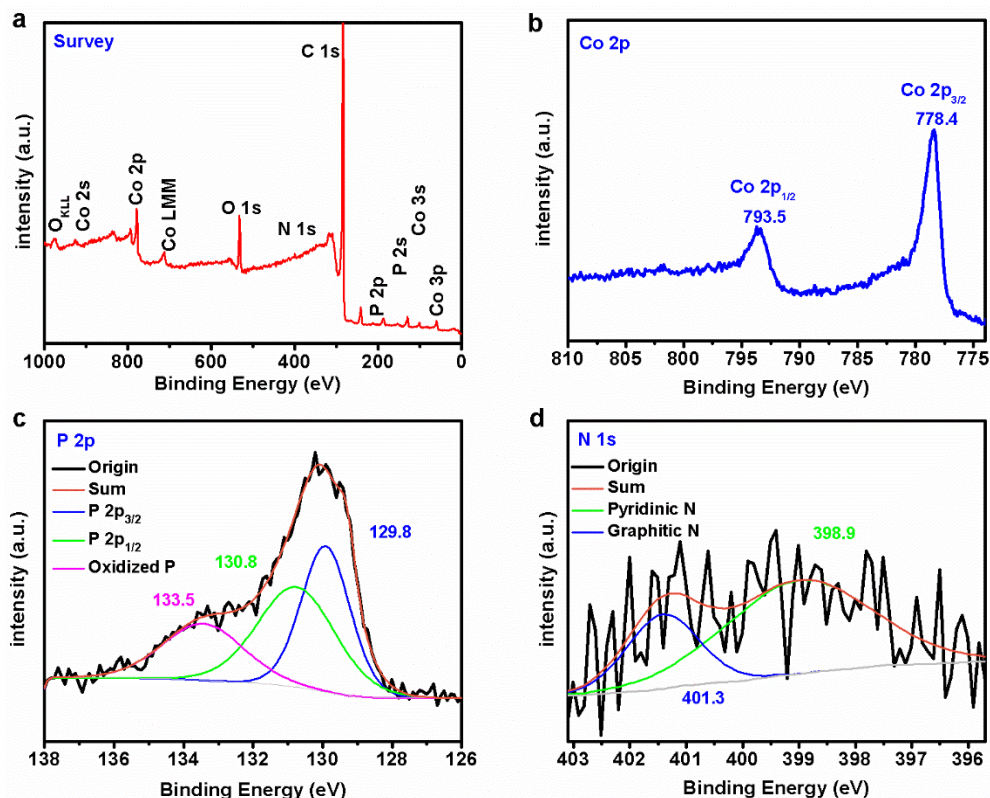 a
Survey
C 1s
O_KLL
Co 2s
Co 2p
Co LMM
O 1s
N 1s
P 2p
P 2s
Co 3s
Co 3p
intensity (a.u.)
1000 800 600 400 200 0
Binding Energy (eV)
b
Co 2p
Co 2p3/2
778.4
Co 2p1/2
793.5
intensity (a.u.)
810 805 800 795 790 785 780 775
Binding Energy (eV)
c
P 2p
Origin
Sum
P 2p3/2
P 2p1/2
Oxidized P
129.8
130.8
133.5
intensity (a.u.)
138 136 134 132 130 128 126
Binding Energy (eV)
d
N 1s
Origin
Sum
Pyridinic N
Graphitic N
398.9
401.3
intensity (a.u.)
403 402 401 400 399 398 397 396
Binding Energy (eV)